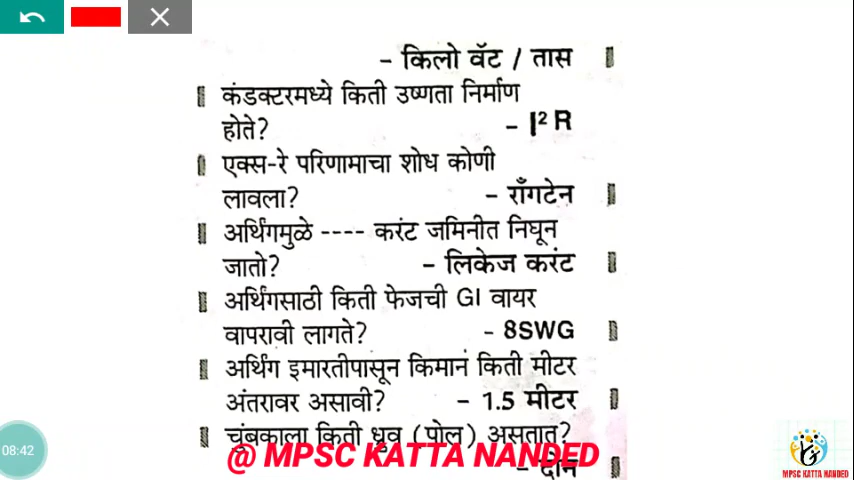 – किलो वॅट / तास
कंडक्टरमध्ये किती उष्णता निर्माण
होते? – I² R
एक्स-रे परिणामाचा शोध कोणी
लावला? – राँगटेन
अर्थिंगमुळे ---- करंट जमिनीत निघून
जातो? – लिकेज करंट
अर्थिंगसाठी किती फेजची GI वायर
वापरावी लागते? – 8SWG
अर्थिंग इमारतीपासून किमान किती मीटर
अंतरावर असावी? – 1.5 मीटर
चुंबकाला किती ध्रुव (पोल) असतात?
@ MPSC KATTA NANDED
– दोन
08:42
MPSC KATTA NANDED